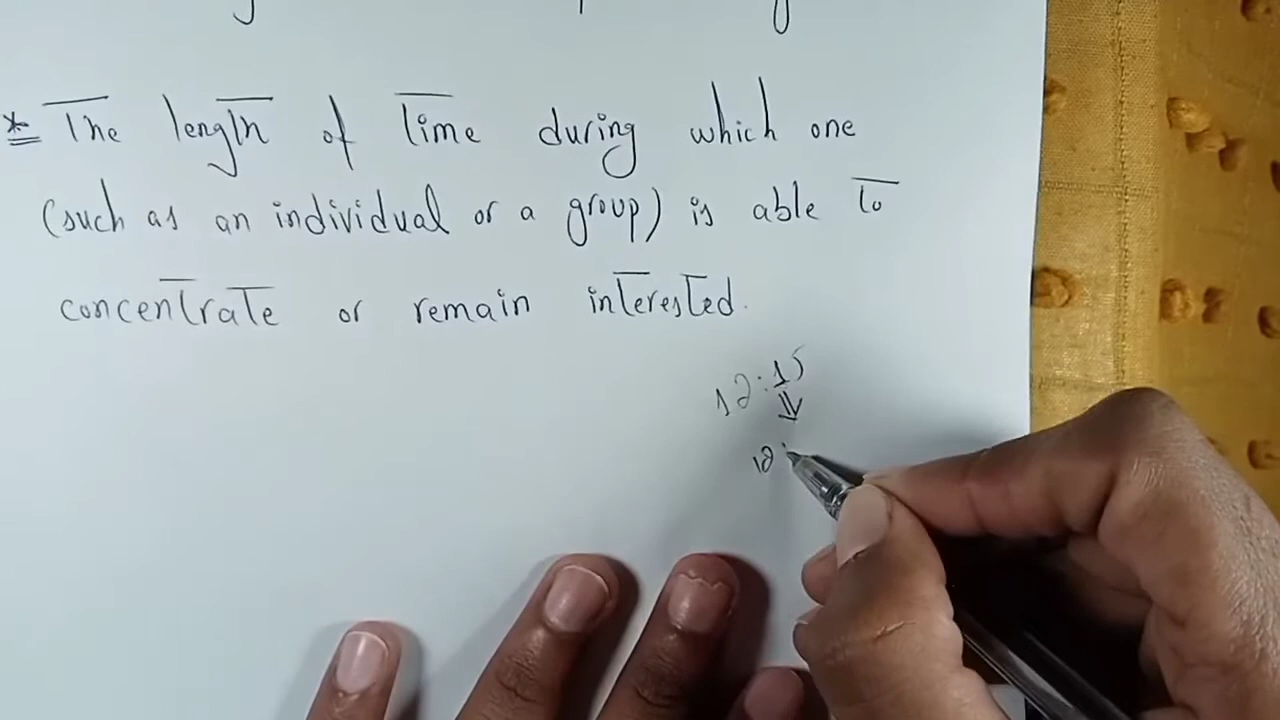 * The length of time during which one
(such as an individual or a group) is able to
concentrate or remain interested.
12:15
⇓
12